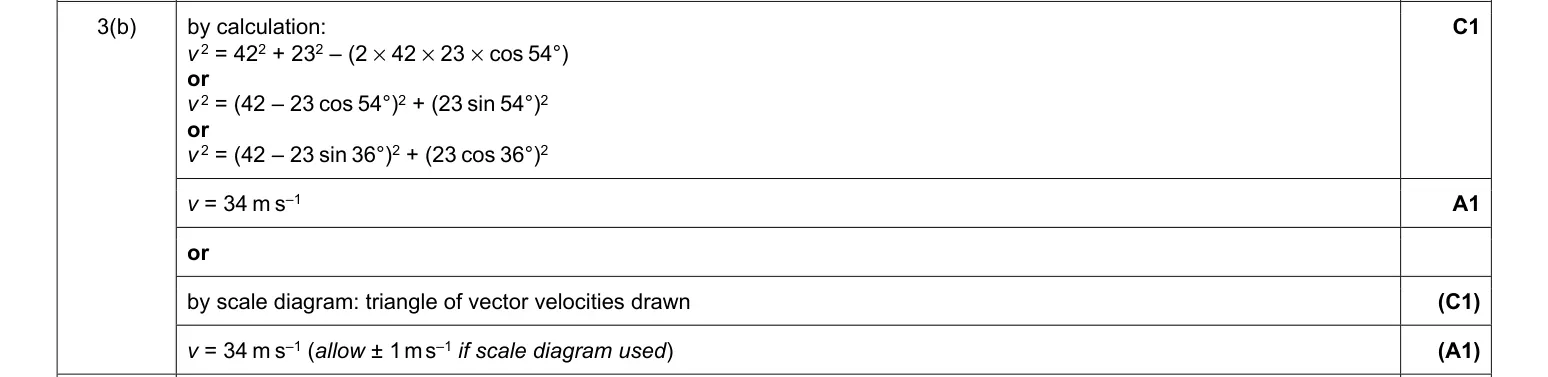 3(b)
by calculation:
C1
v² = 42² + 23² – (2 × 42 × 23 × cos 54°)
or
v² = (42 – 23 cos 54°)² + (23 sin 54°)²
or
v² = (42 – 23 sin 36°)² + (23 cos 36°)²
v = 34 m s⁻¹
A1
or
by scale diagram: triangle of vector velocities drawn
(C1)
v = 34 m s⁻¹ (allow ± 1 m s⁻¹ if scale diagram used)
(A1)